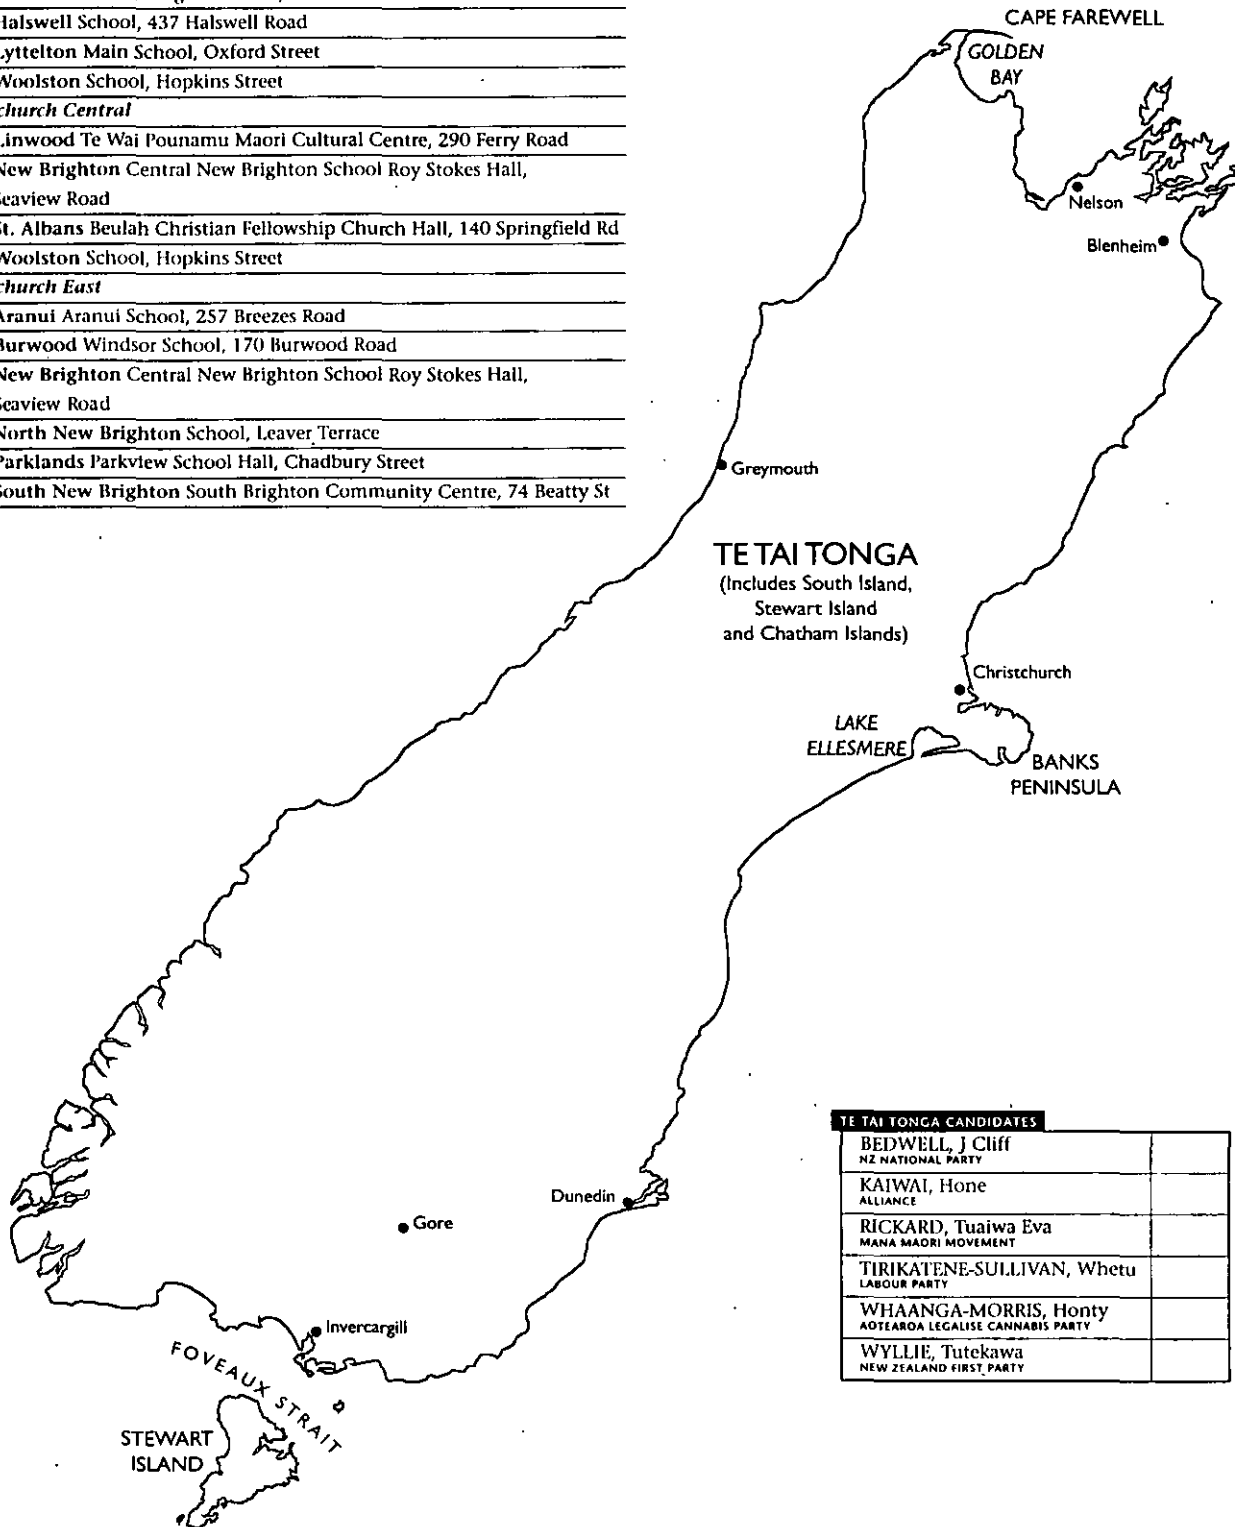 Halswell School, 437 Halswell Road
Lyttelton Main School, Oxford Street
Woolston School, Hopkins Street
church Central
Linwood Te Wai Pounamu Maori Cultural Centre, 290 Ferry Road
New Brighton Central New Brighton School Roy Stokes Hall,
Seaview Road
St. Albans Beulah Christian Fellowship Church Hall, 140 Springfield Rd
Woolston School, Hopkins Street
church East
Aranui Aranui School, 257 Breezes Road
Burwood Windsor School, 170 Burwood Road
New Brighton Central New Brighton School Roy Stokes Hall,
Seaview Road
North New Brighton School, Leaver Terrace
Parklands Parkview School Hall, Chadbury Street
South New Brighton South Brighton Community Centre, 74 Beatty St
CAPE FAREWELL
GOLDEN
BAY
Nelson
Blenheim
Greymouth
TE TAI TONGA
(Includes South Island,
Stewart Island
and Chatham Islands)
Christchurch
LAKE
ELLESMERE
BANKS
PENINSULA
Dunedin
Gore
Invercargill
FOVEAUX STRAIT
STEWART
ISLAND
TE TAI TONGA CANDIDATES
BEDWELL, J Cliff
NZ NATIONAL PARTY
KAIWAI, Hone
ALLIANCE
RICKARD, Tuaiwa Eva
MANA MAORI MOVEMENT
TIRIKATENE-SULLIVAN, Whetu
LABOUR PARTY
WHAANGA-MORRIS, Honty
AOTEAROA LEGALISE CANNABIS PARTY
WYLLIE, Tutekawa
NEW ZEALAND FIRST PARTY